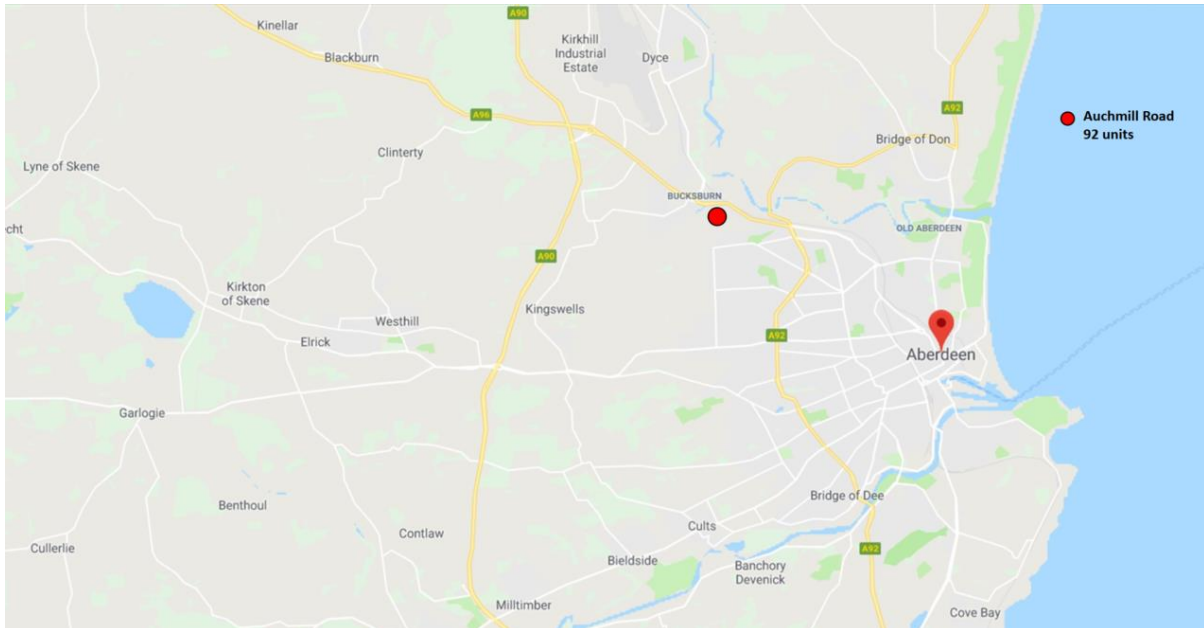 A90
Kinellar
Kirkhill
Industrial
Estate
Blackburn
Dyce
A96
A92
Auchmill Road
92 units
Bridge of Don
Clinterty
Lyne of Skene
BUCKSBURN
cht
OLD ABERDEEN
A90
Kirkton
of Skene
Kingswells
Westhill
Elrick
A92
Aberdeen
Garlogie
Bridge of Dee
Benthoul
Contlaw
Cults
Cullerlie
A92
Bieldside
Banchory
Devenick
Milltimber
Cove Bay